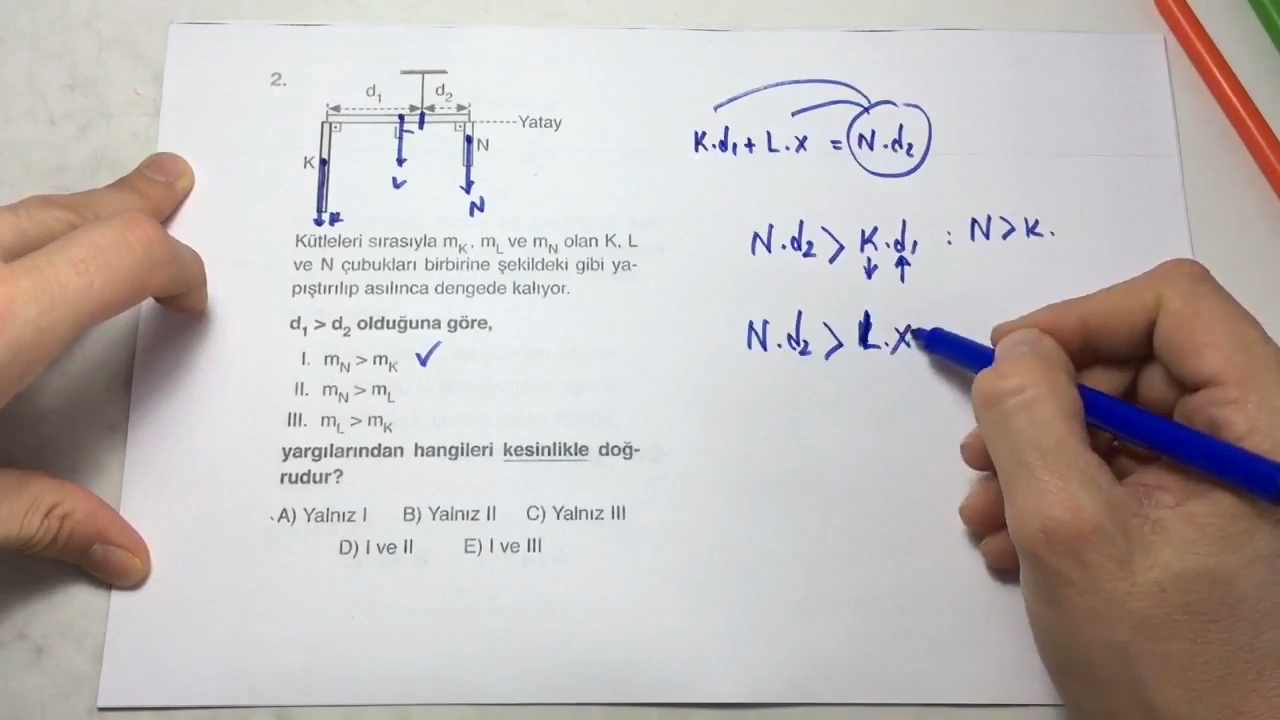 2.
d₁ d₂
Yatay
K L N
K L N
Kütleleri sırasıyla mK, mL ve mN olan K, L
ve N çubukları birbirine şekildeki gibi ya-
pıştırılıp asılınca dengede kalıyor.
d₁ > d₂ olduğuna göre,
I. mN > mK ✓
II. mN > mL
III. mL > mK
yargılarından hangileri kesinlikle doğ-
rudur?
A) Yalnız I B) Yalnız II C) Yalnız III
D) I ve II E) I ve III
K.d₁ + L.x = N.d₂
N.d₂ > K.d₁ : N > K.
N.d₂ > L.x